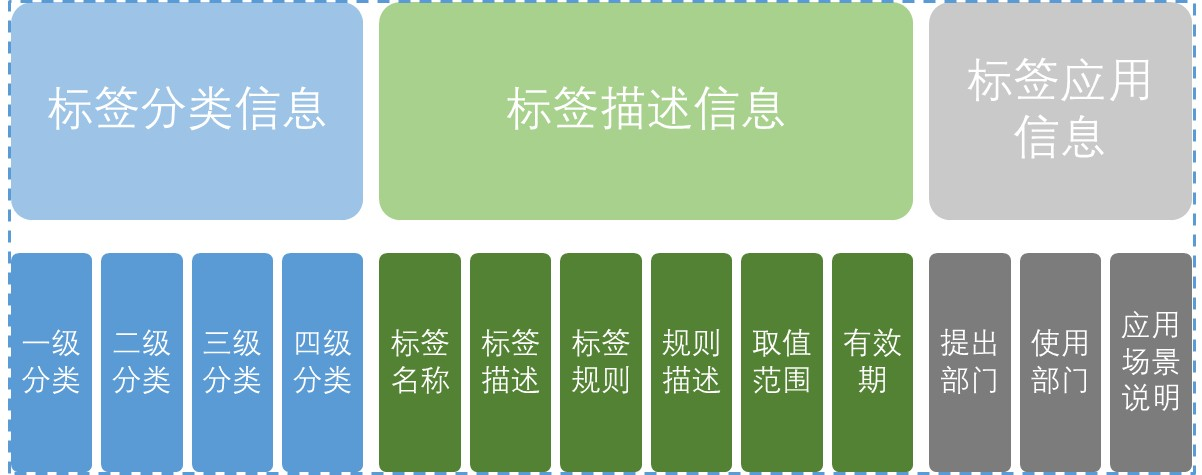 标签分类信息
标签描述信息
标签应用
信息
一级
分类
二级
分类
三级
分类
四级
分类
标签
名称
标签
描述
标签
规则
规则
描述
取值
范围
有效
期
提出
部门
使用
部门
应用
场景
说明